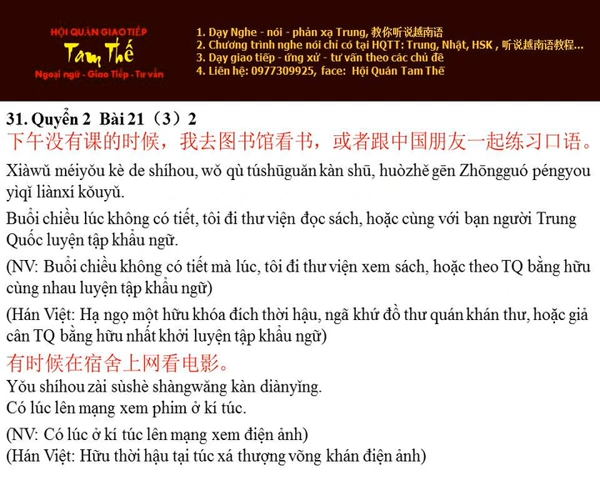 HỘI QUÁN GIAO TIẾP
Tam Thế
Ngoại ngữ - Giao Tiếp - Tư vấn
1. Dạy Nghe - nói - phản xạ Trung, 教你听说越南语
2. Chương trình nghe nói chỉ có tại HQTT: Trung, Nhật, HSK , 听说越南语教程...
3. Dạy giao tiếp - ứng xử - tư vấn theo các chủ đề
4. Liên hệ: 0977309925, face: Hội Quán Tam Thế
31. Quyển 2 Bài 21（3）2
下午没有课的时候，我去图书馆看书，或者跟中国朋友一起练习口语。
Xiàwǔ méiyǒu kè de shíhou, wǒ qù túshūguǎn kàn shū, huòzhě gēn Zhōngguó péngyou
yìqǐ liànxí kǒuyǔ.
Buổi chiều lúc không có tiết, tôi đi thư viện đọc sách, hoặc cùng với bạn người Trung
Quốc luyện tập khẩu ngữ.
(NV: Buổi chiều không có tiết mà lúc, tôi đi thư viện xem sách, hoặc theo TQ bằng hữu
cùng nhau luyện tập khẩu ngữ)
(Hán Việt: Hạ ngọ một hữu khóa đích thời hậu, ngã khứ đồ thư quán khán thư, hoặc giả
cân TQ bằng hữu nhất khởi luyện tập khẩu ngữ)
有时候在宿舍上网看电影。
Yǒu shíhou zài sùshè shàngwǎng kàn diànyǐng.
Có lúc lên mạng xem phim ở kí túc.
(NV: Có lúc ở kí túc lên mạng xem điện ảnh)
(Hán Việt: Hữu thời hậu tại túc xá thượng võng khán điện ảnh)